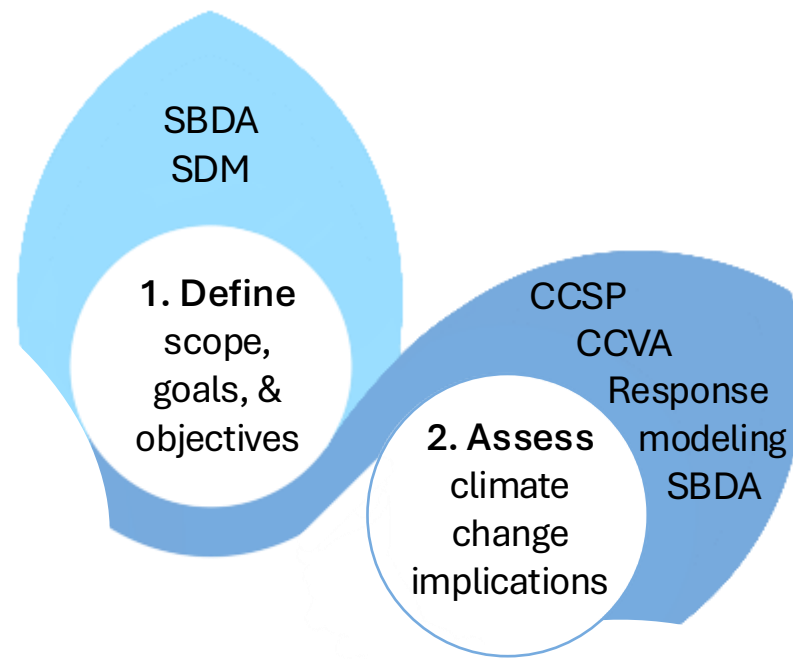 SBDA
SDM
1. Define
scope,
goals, &
objectives
CCSP
CCVA
Response
modeling
SBDA
2. Assess
climate
change
implications